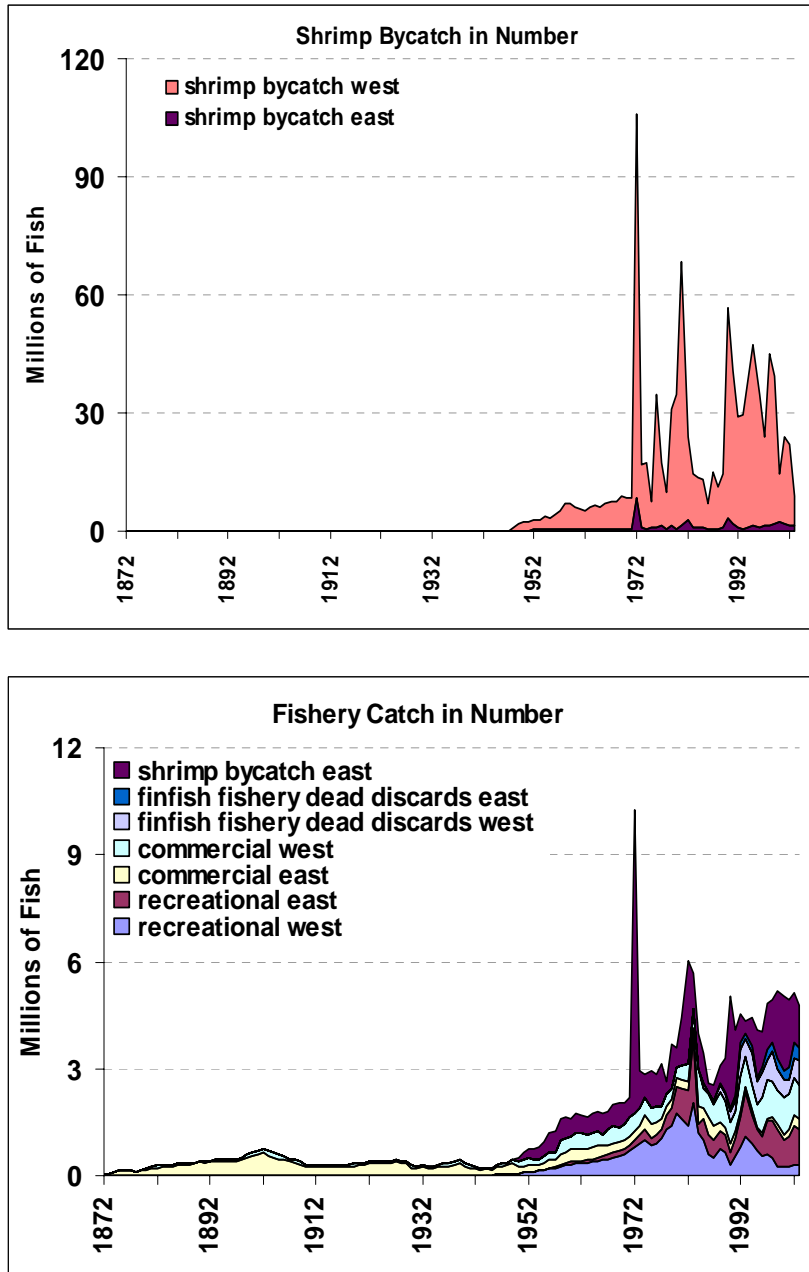 Shrimp Bycatch in Number
120
90
60
30
0
Millions of Fish
shrimp bycatch west
shrimp bycatch east
1872
1892
1912
1932
1952
1972
1992
Fishery Catch in Number
12
9
6
3
0
Millions of Fish
shrimp bycatch east
finfish fishery dead discards east
finfish fishery dead discards west
commercial west
commercial east
recreational east
recreational west
1872
1892
1912
1932
1952
1972
1992